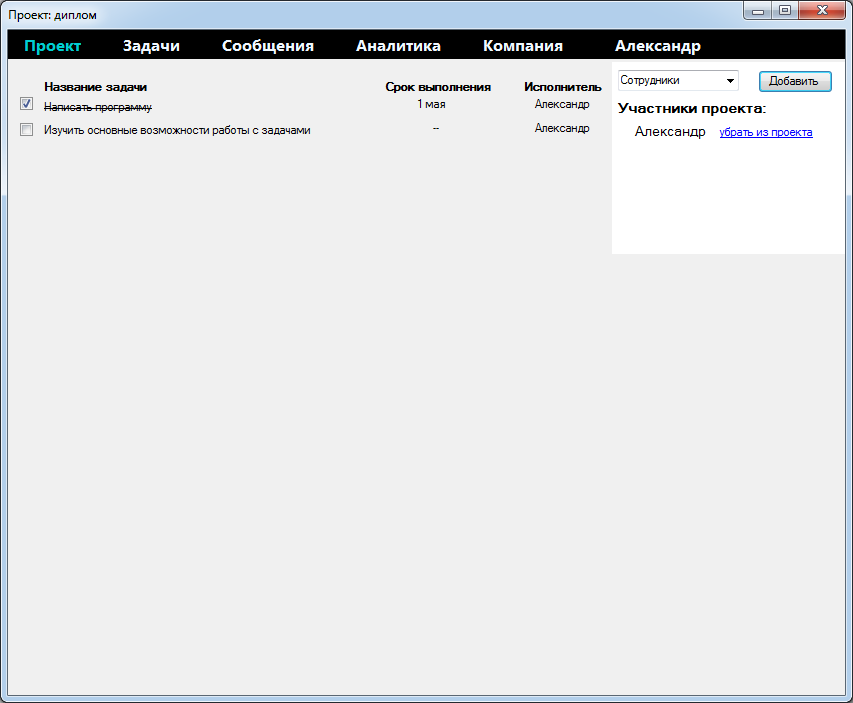 Проект: диплом
Проект Задачи Сообщения Аналитика Компания Александр
Сотрудники Добавить
Название задачи Срок выполнения Исполнитель
Написать программу 1 мая Александр
Изучить основные возможности работы с задачами -- Александр
Участники проекта:
Александр убрать из проекта